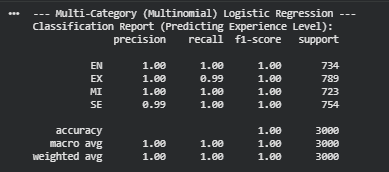 ••• --- Multi-Category (Multinomial) Logistic Regression ---
Classification Report (Predicting Experience Level):
precision recall f1-score support
EN 1.00 1.00 1.00 734
EX 1.00 0.99 1.00 789
MI 1.00 1.00 1.00 723
SE 0.99 1.00 1.00 754
accuracy 1.00 3000
macro avg 1.00 1.00 1.00 3000
weighted avg 1.00 1.00 1.00 3000